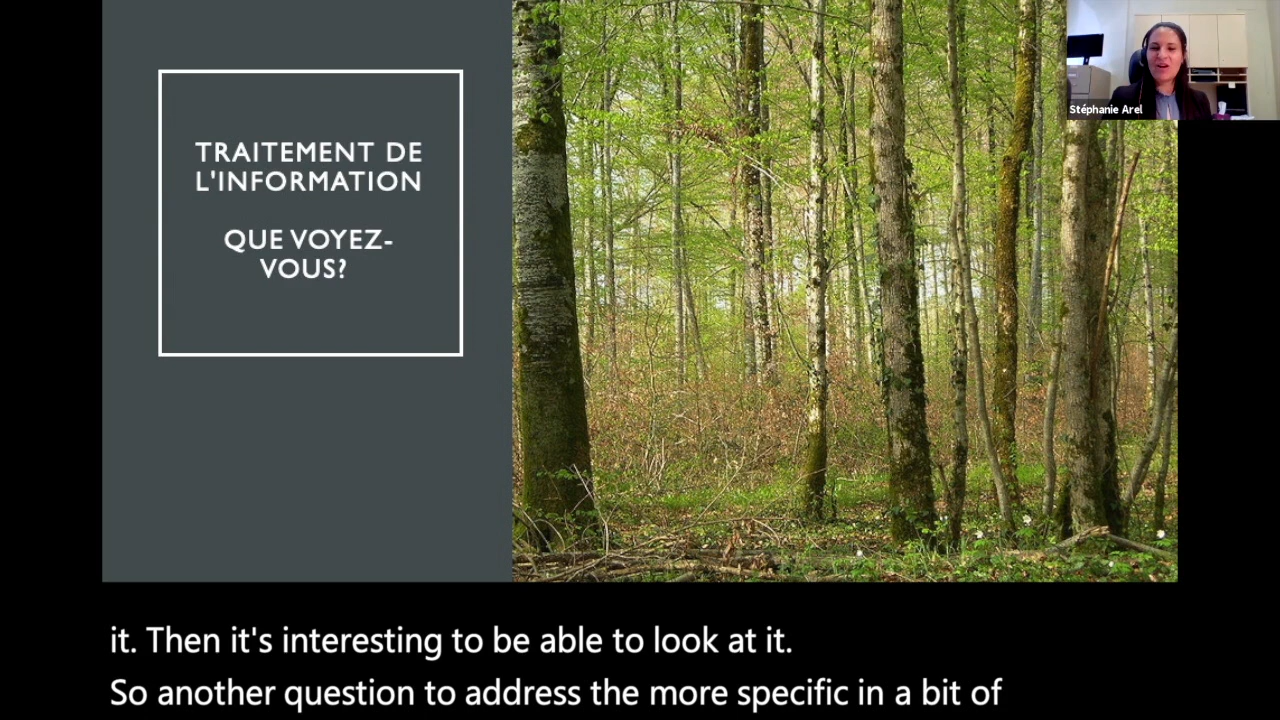 TRAITEMENT DE
L'INFORMATION
QUE VOYEZ-
VOUS?
Stéphanie Arel
it. Then it's interesting to be able to look at it.
So another question to address the more specific in a bit of